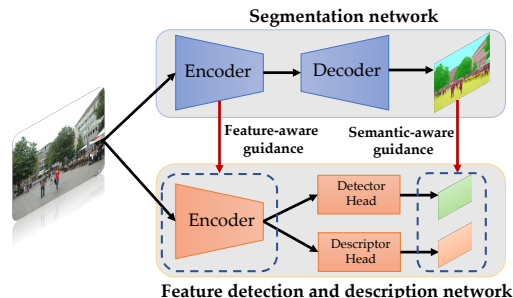 Segmentation network
Encoder
Decoder
Feature-aware
guidance
Semantic-aware
guidance
Encoder
Detector
Head
Descriptor
Head
Feature detection and description network